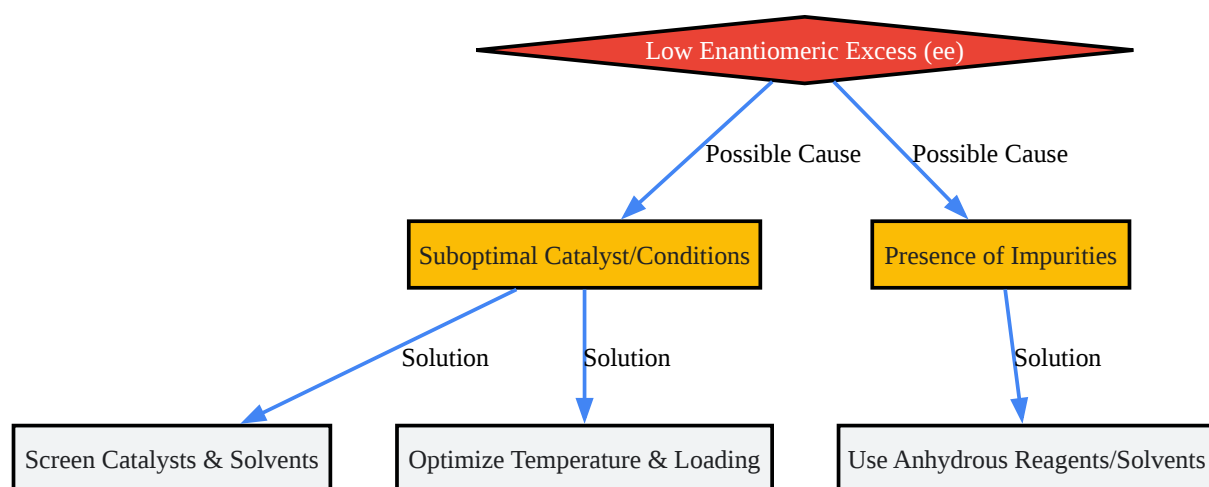 Low Enantiomeric Excess (ee)
Possible Cause
Possible Cause
Suboptimal Catalyst/Conditions
Presence of Impurities
Solution
Solution
Solution
Screen Catalysts & Solvents
Optimize Temperature & Loading
Use Anhydrous Reagents/Solvents